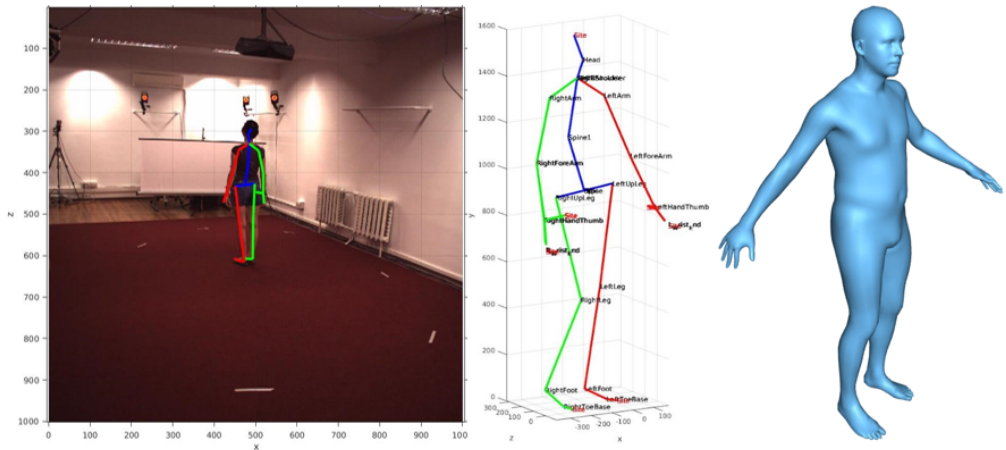 100
200
300
400
500
600
700
800
900
1000
z
y
0 100 200 300 400 500 600 700 800 900 100
x
1600
1400
1200
1000
800
600
400
200
0
Site
Head
RightArm
LeftArm
Spine1
LeftForeArm
RightForeArm
LeftUpLeg
RightUpLeg
Site
LeftHandThumb
RightHandThumb
LeftLeg
RightLeg
RightFoot
LeftFoot
LeftToeBase
RightToeBase
300 200 100 0
-300 -200 -100 0 100
z
x